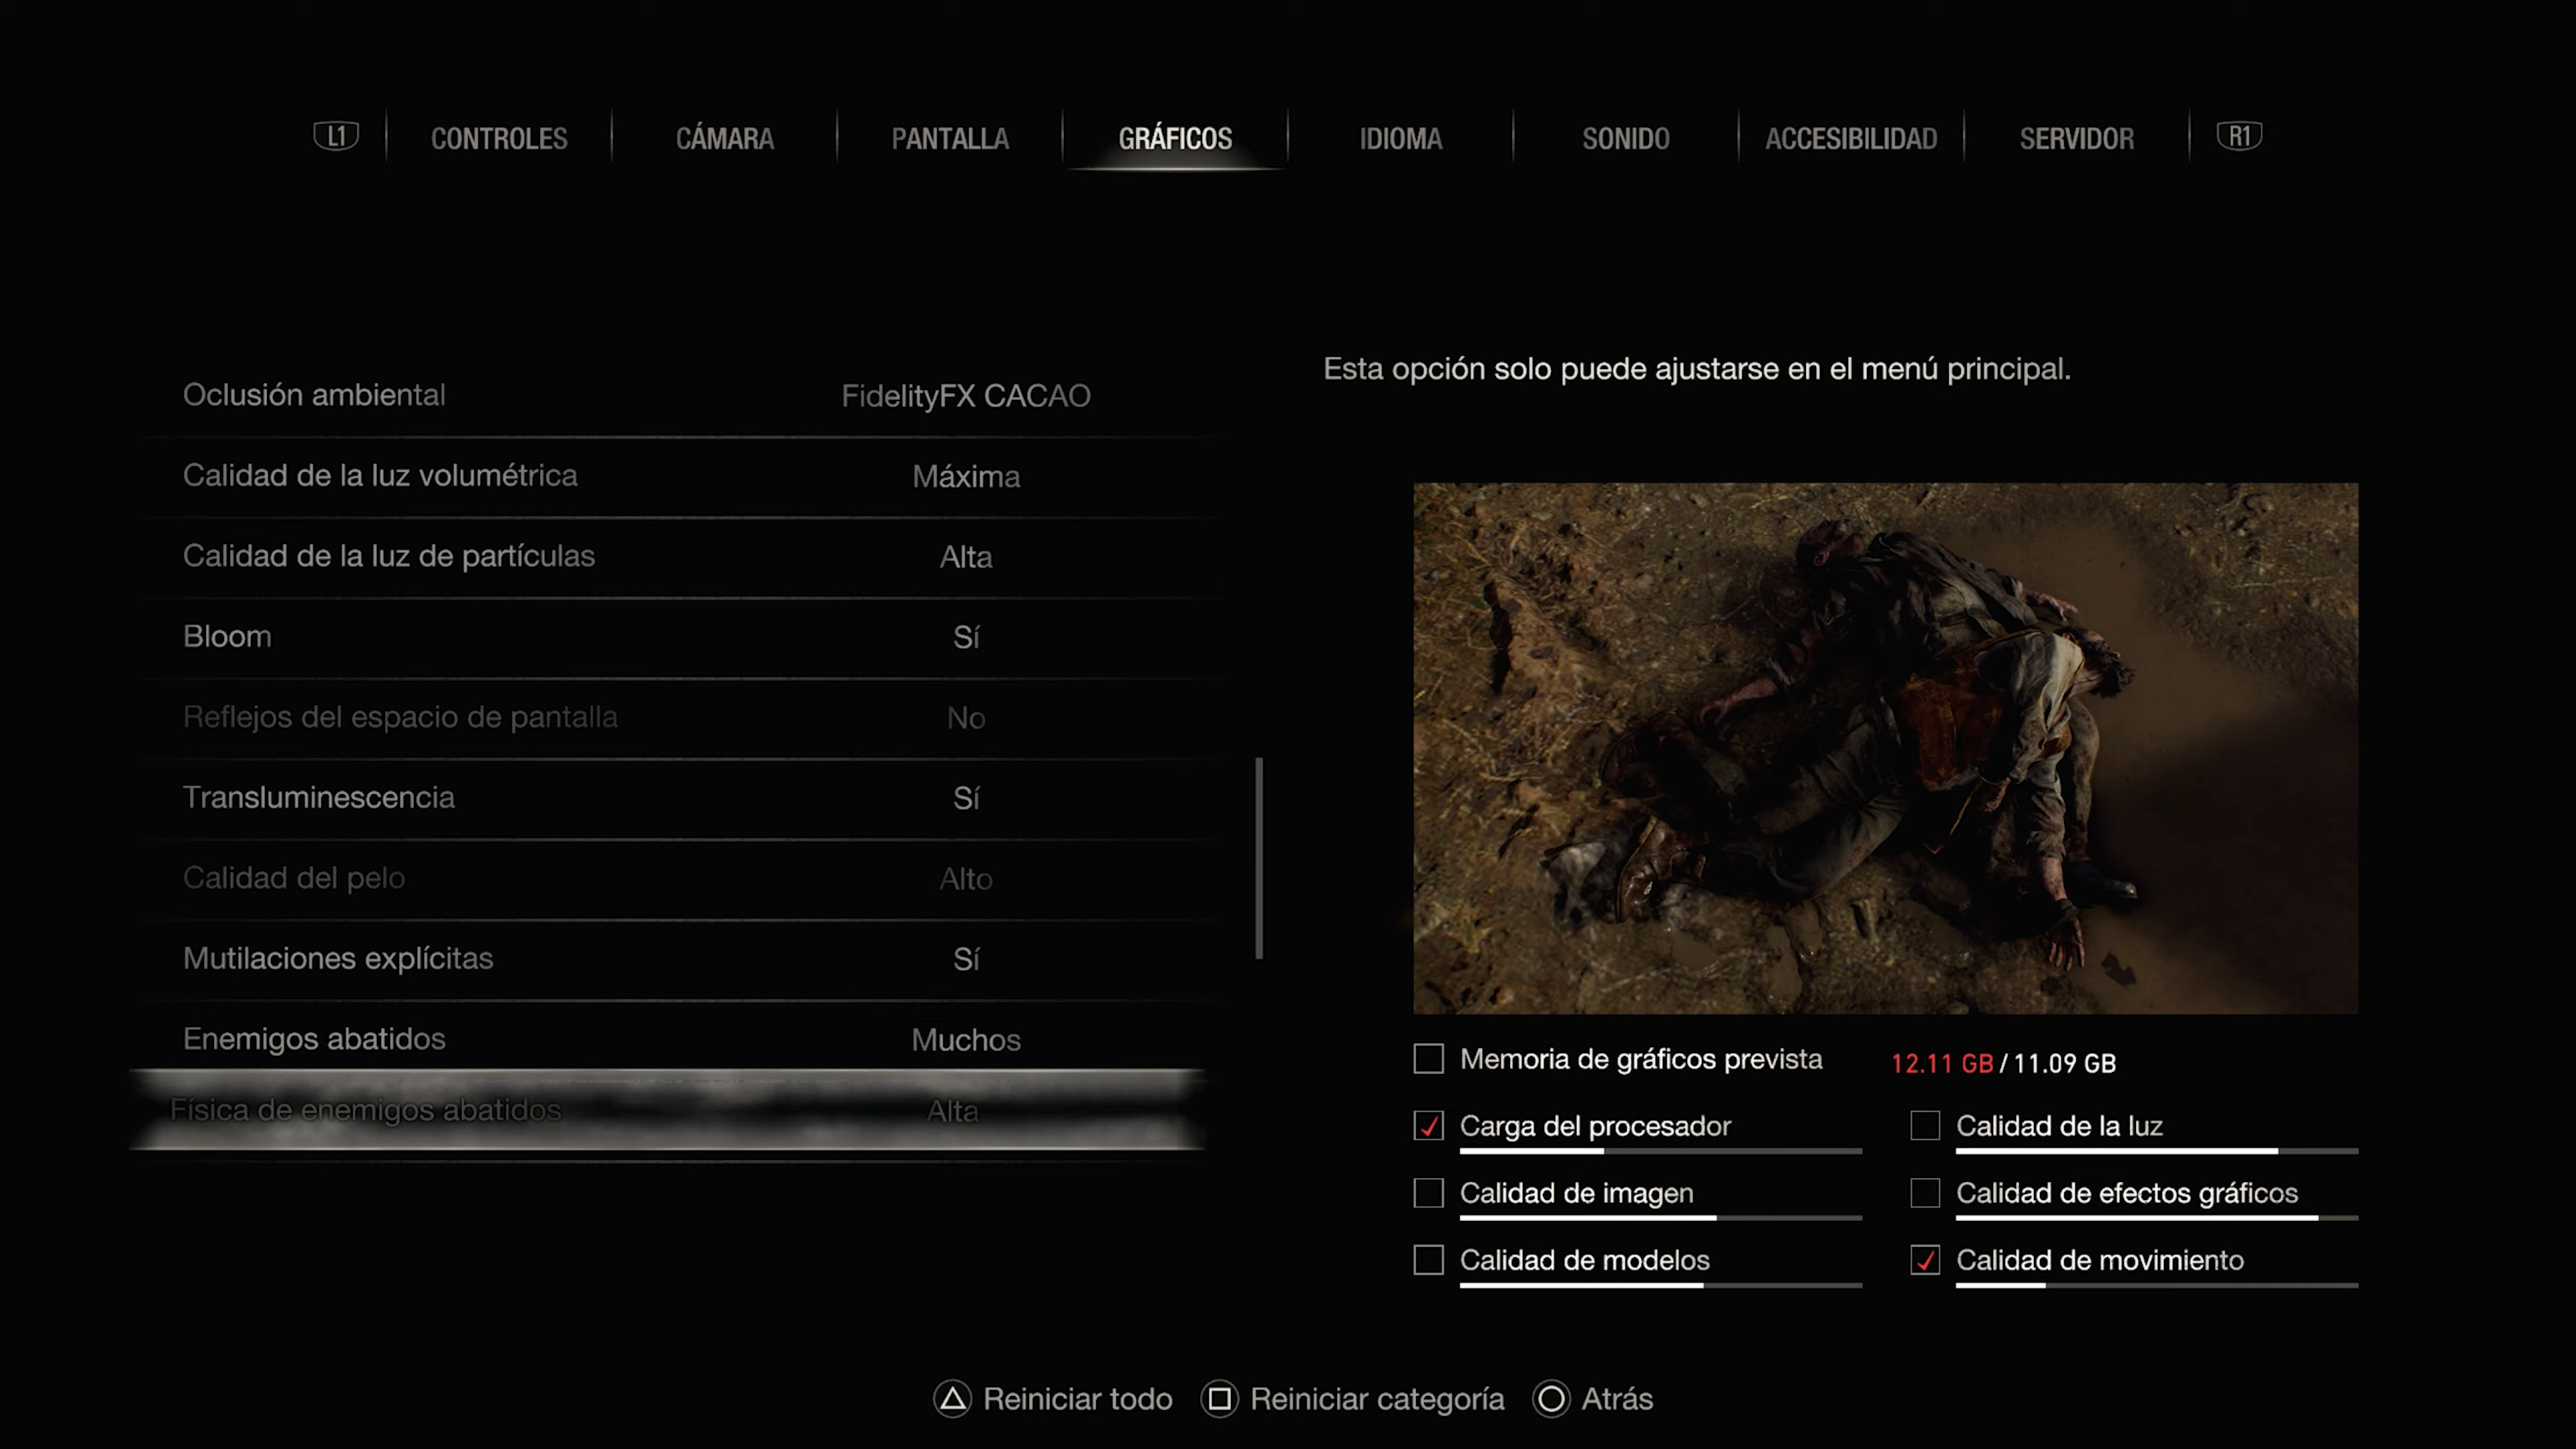 L1 CONTROLES CÁMARA PANTALLA GRÁFICOS IDIOMA SONIDO ACCESIBILIDAD SERVIDOR R1
Esta opción solo puede ajustarse en el menú principal.
Oclusión ambiental FidelityFX CACAO
Calidad de la luz volumétrica Máxima
Calidad de la luz de partículas Alta
Bloom Sí
Reflejos del espacio de pantalla No
Transluminescencia Sí
Calidad del pelo Alto
Mutilaciones explícitas Sí
Enemigos abatidos Muchos
Física de enemigos abatidos Alta
Memoria de gráficos prevista 12.11 GB / 11.09 GB
Carga del procesador Calidad de la luz
Calidad de imagen Calidad de efectos gráficos
Calidad de modelos Calidad de movimiento
Reiniciar todo Reiniciar categoría Atrás